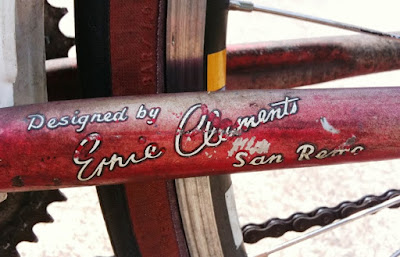 Designed by
Ernie Clements
San Remo